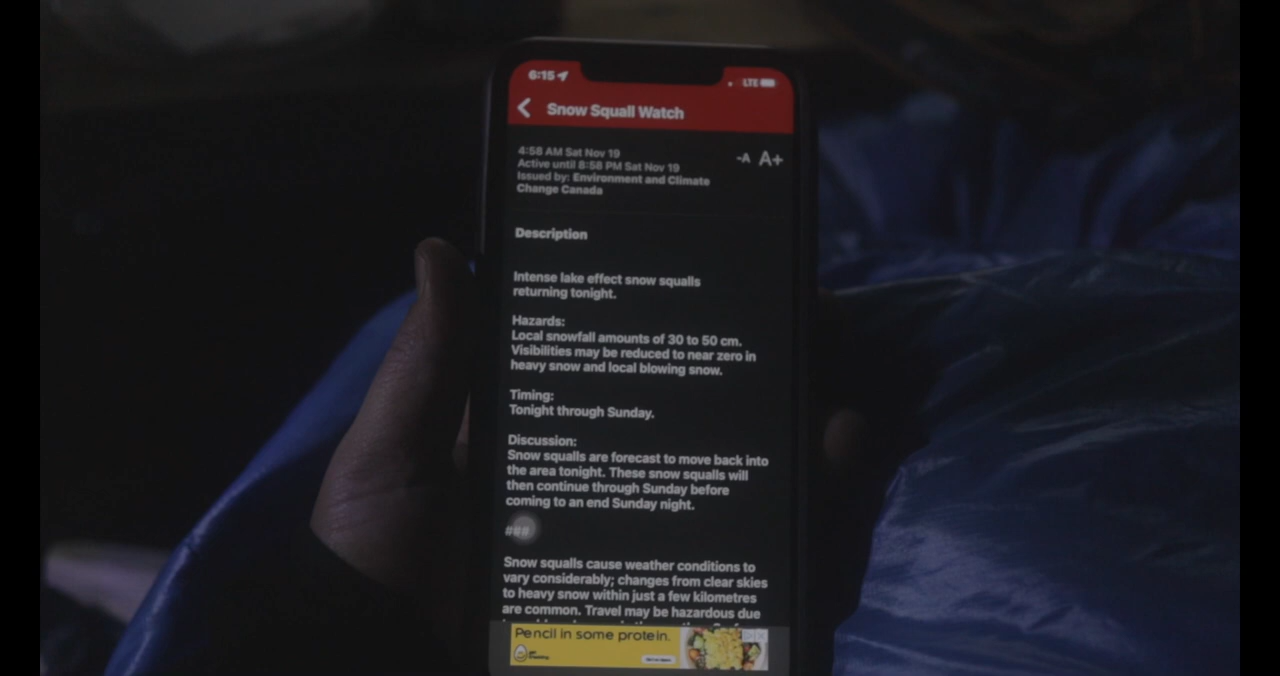 6:15
LTE
Snow Squall Watch
4:58 AM Sat Nov 19
Active until 8:58 PM Sat Nov 19
Issued by: Environment and Climate
Change Canada
-A A+
Description
Intense lake effect snow squalls
returning tonight.
Hazards:
Local snowfall amounts of 30 to 50 cm.
Visibilities may be reduced to near zero in
heavy snow and local blowing snow.
Timing:
Tonight through Sunday.
Discussion:
Snow squalls are forecast to move back into
the area tonight. These snow squalls will
then continue through Sunday before
coming to an end Sunday night.
###
Snow squalls cause weather conditions to
vary considerably; changes from clear skies
to heavy snow within just a few kilometres
are common. Travel may be hazardous due
Pencil in some protein.